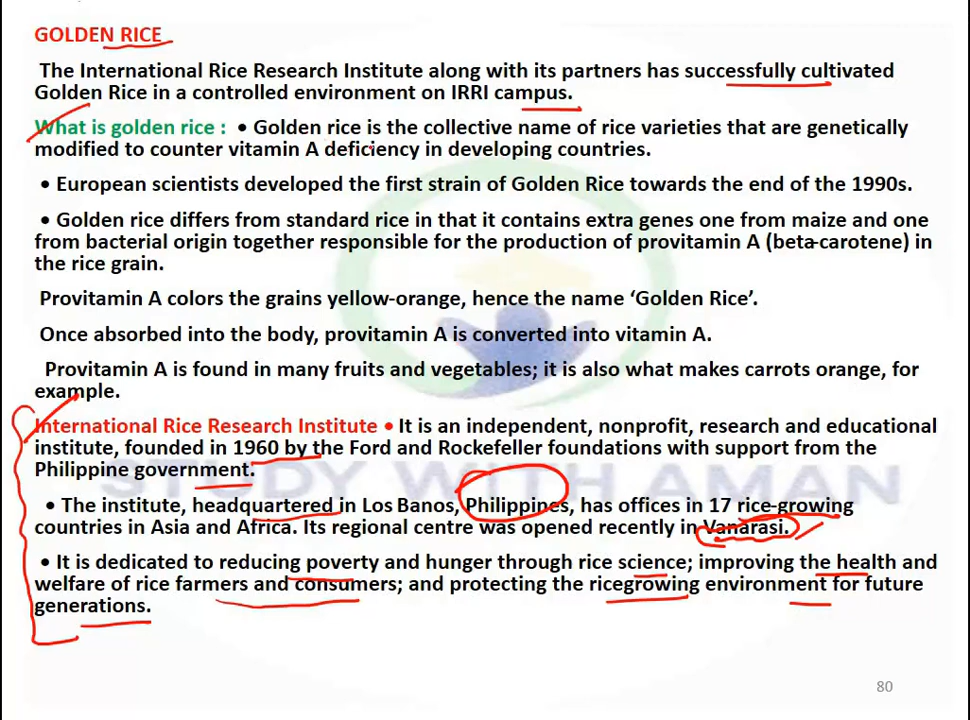 GOLDEN RICE
The International Rice Research Institute along with its partners has successfully cultivated
Golden Rice in a controlled environment on IRRI campus.
What is golden rice : • Golden rice is the collective name of rice varieties that are genetically
modified to counter vitamin A deficiency in developing countries.
• European scientists developed the first strain of Golden Rice towards the end of the 1990s.
• Golden rice differs from standard rice in that it contains extra genes one from maize and one
from bacterial origin together responsible for the production of provitamin A (beta-carotene) in
the rice grain.
Provitamin A colors the grains yellow-orange, hence the name ‘Golden Rice’.
Once absorbed into the body, provitamin A is converted into vitamin A.
Provitamin A is found in many fruits and vegetables; it is also what makes carrots orange, for
example.
International Rice Research Institute • It is an independent, nonprofit, research and educational
institute, founded in 1960 by the Ford and Rockefeller foundations with support from the
Philippine government.
STUDY WITH AMAN
• The institute, headquartered in Los Banos, Philippines, has offices in 17 rice-growing
countries in Asia and Africa. Its regional centre was opened recently in Vanarasi.
• It is dedicated to reducing poverty and hunger through rice science; improving the health and
welfare of rice farmers and consumers; and protecting the ricegrowing environment for future
generations.
80